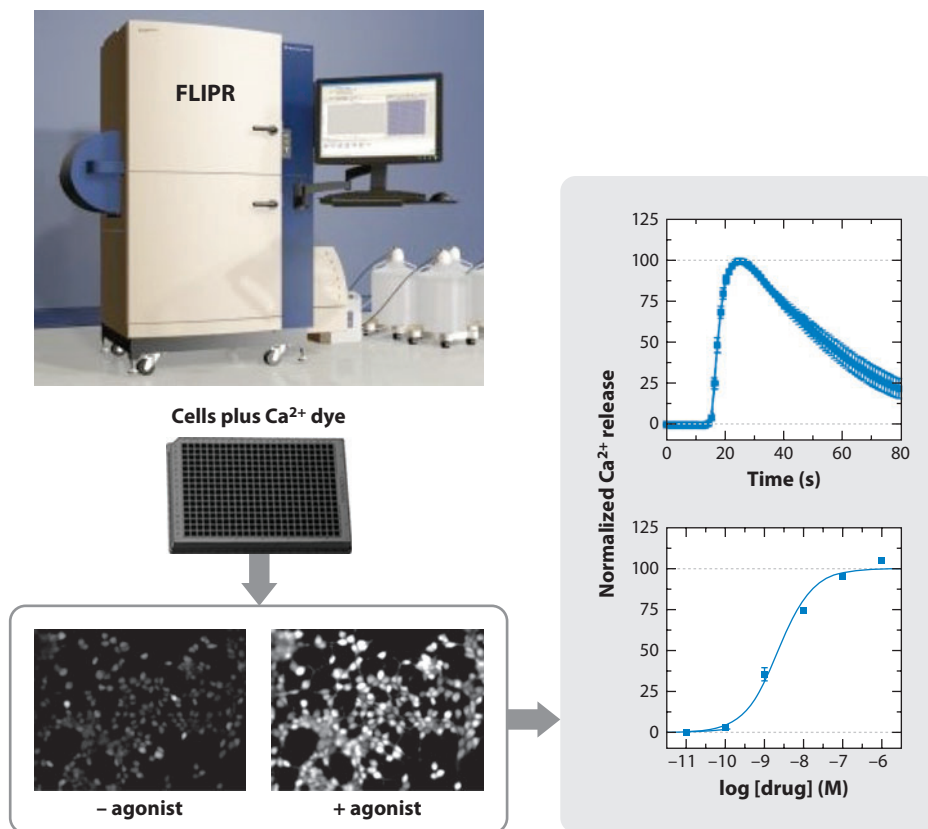 FLIPR
Cells plus Ca²⁺ dye
– agonist
+ agonist
Normalized Ca²⁺ release
125
100
75
50
25
0
0 20 40 60 80
Time (s)
125
100
75
50
25
0
–11 –10 –9 –8 –7 –6
log [drug] (M)